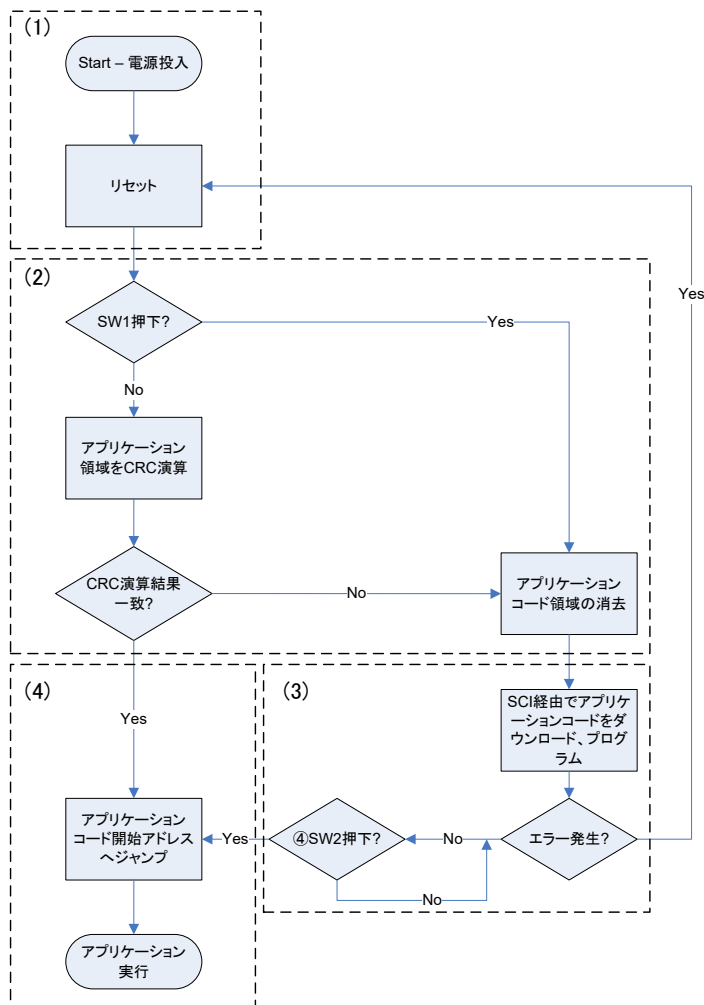 (1)
Start – 電源投入
リセット
(2)
SW1押下?
Yes
Yes
No
アプリケーション
領域をCRC演算
CRC演算結果
一致?
No
アプリケーション
コード領域の消去
(4)
(3)
SCI経由でアプリケ
ーションコードをダ
ウンロード、プログ
ラム
Yes
アプリケーション
コード開始アドレス
へジャンプ
Yes
④SW2押下?
No
エラー発生?
No
アプリケーション
実行